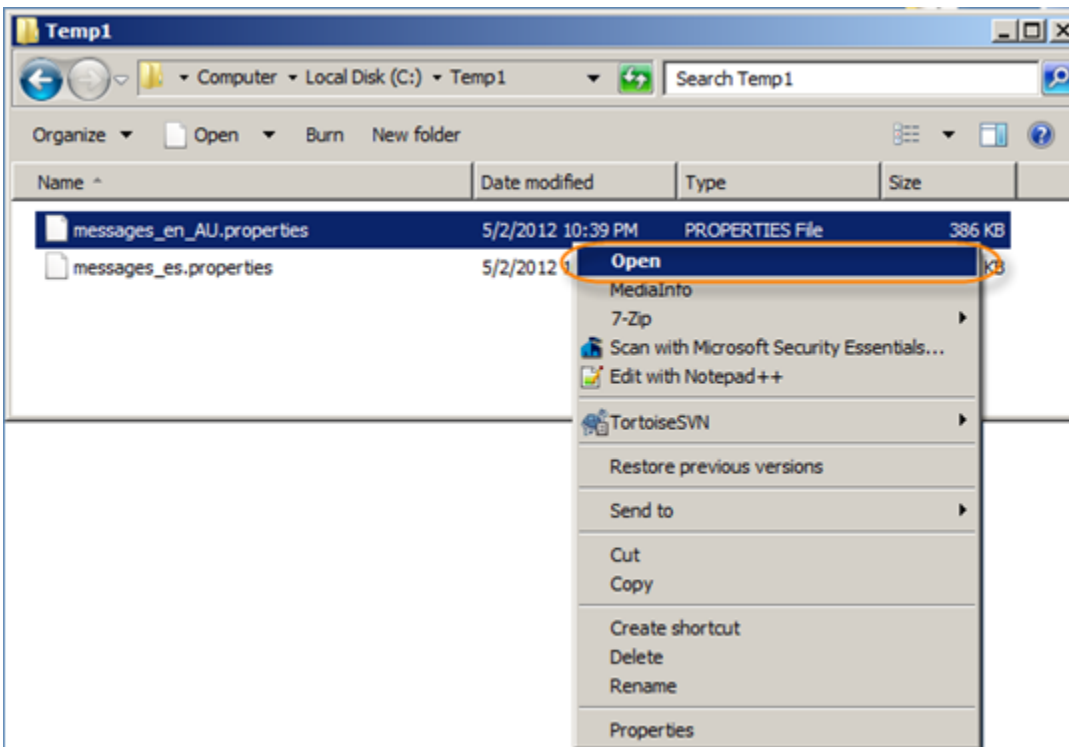 Temp1
Computer Local Disk (C:) Temp1 Search Temp1
Organize Open Burn New folder
Name Date modified Type Size
messages_en_AU.properties 5/2/2012 10:39 PM PROPERTIES File 386 KB
messages_es.properties 5/2/2012 1 KB
Open
MediaInfo
7-Zip
Scan with Microsoft Security Essentials...
Edit with Notepad++
TortoiseSVN
Restore previous versions
Send to
Cut
Copy
Create shortcut
Delete
Rename
Properties